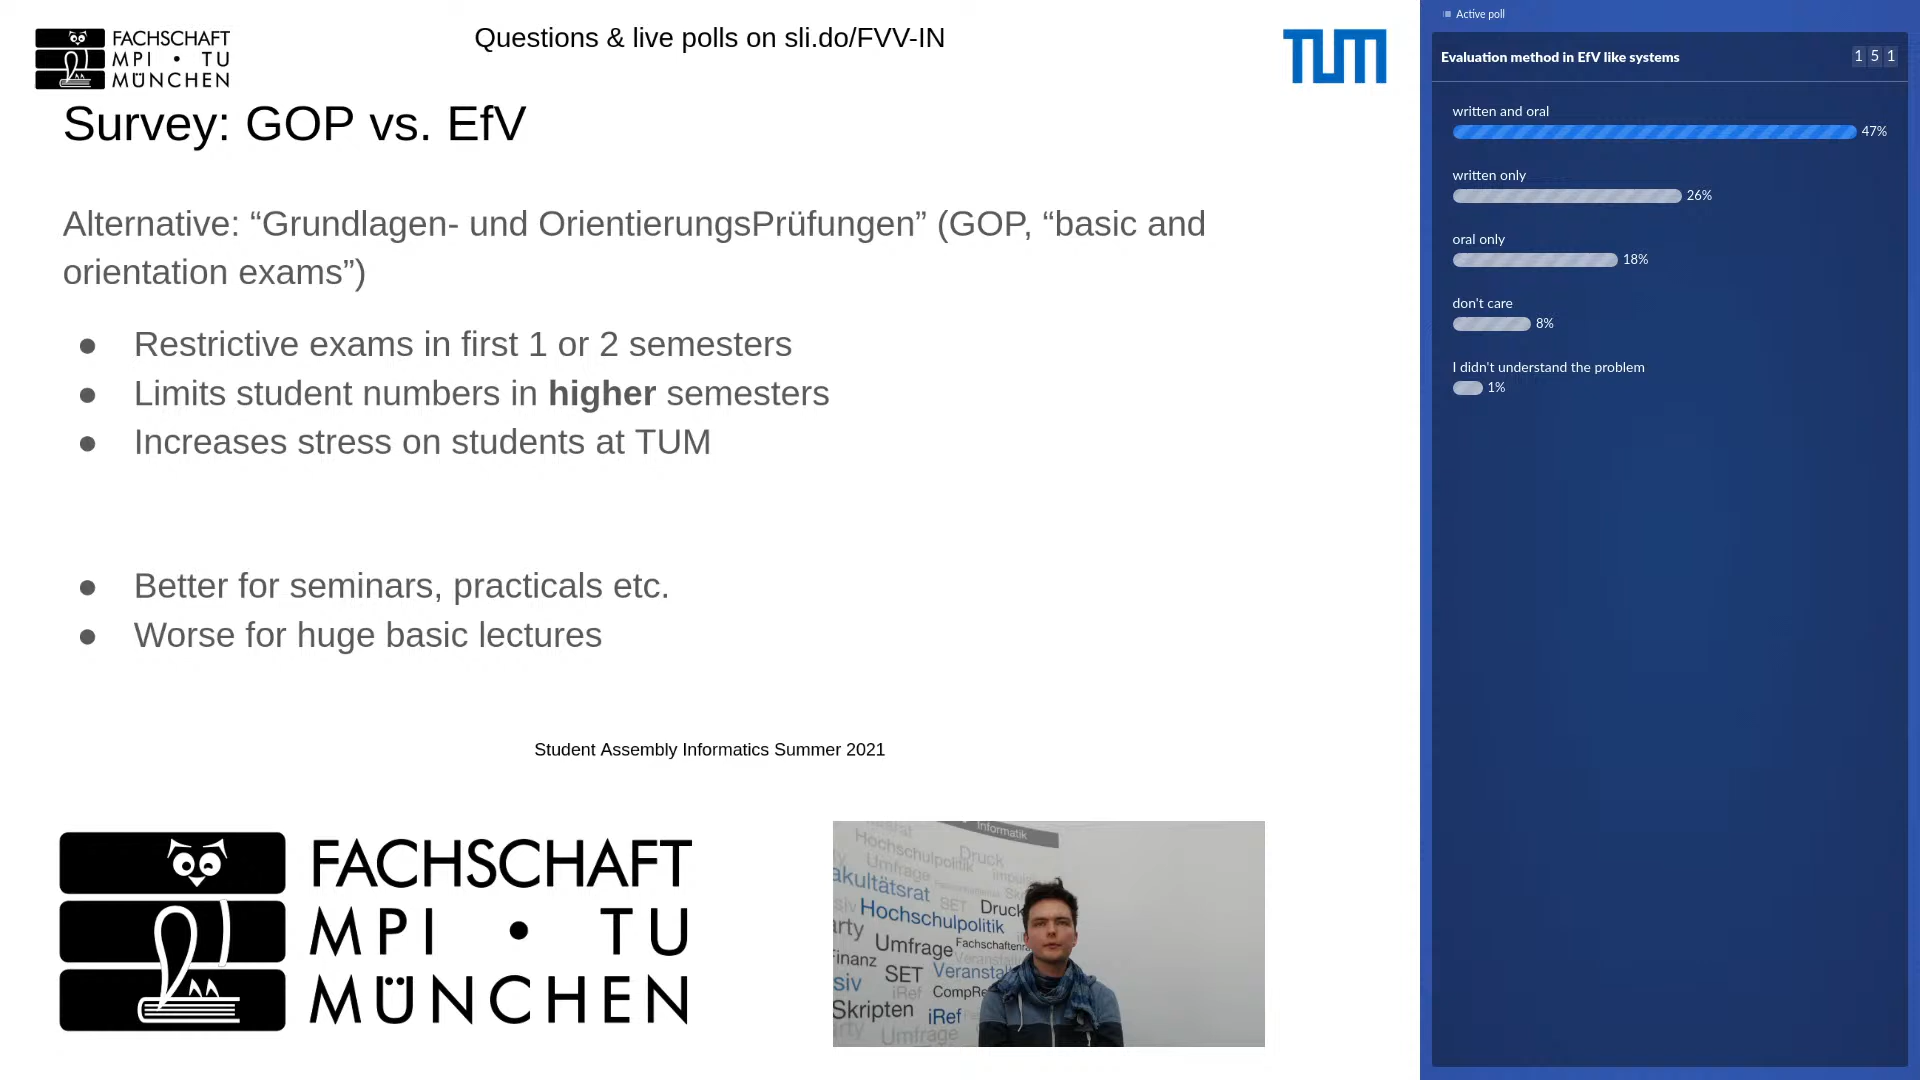 FACHSCHAFT
MPI • TU
MÜNCHEN
Questions & live polls on sli.do/FVV-IN
TUM
Survey: GOP vs. EfV
Alternative: “Grundlagen- und OrientierungsPrüfungen” (GOP, “basic and
orientation exams”)
● Restrictive exams in first 1 or 2 semesters
● Limits student numbers in higher semesters
● Increases stress on students at TUM
● Better for seminars, practicals etc.
● Worse for huge basic lectures
Student Assembly Informatics Summer 2021
FACHSCHAFT
MPI • TU
MÜNCHEN
Informatik
Hochschulpolitik
Druck
Umfrage
akultätsrat
SET
Druck
Hochschulpolitik
arty
Umfrage
Finanz
SET
Veranstal
siv
iRef
CompRe
Skripten
iRef
Umfrage
Active poll
Evaluation method in EfV like systems
1 5 1
written and oral
47%
written only
26%
oral only
18%
don't care
8%
I didn't understand the problem
1%